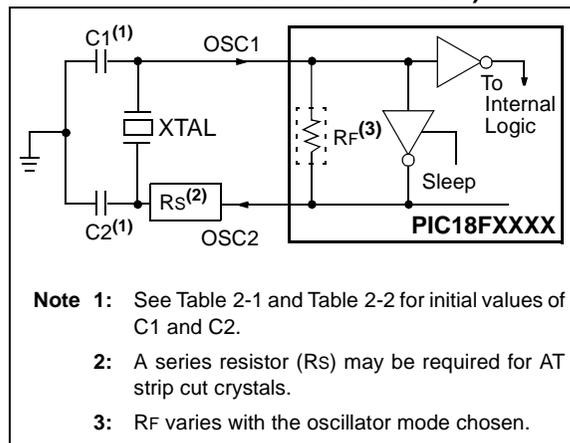 C1(1)
OSC1
To
Internal
Logic
XTAL
RF(3)
Sleep
RS(2)
C2(1)
OSC2
PIC18FXXXX
Note 1: See Table 2-1 and Table 2-2 for initial values of
C1 and C2.
2: A series resistor (RS) may be required for AT
strip cut crystals.
3: RF varies with the oscillator mode chosen.